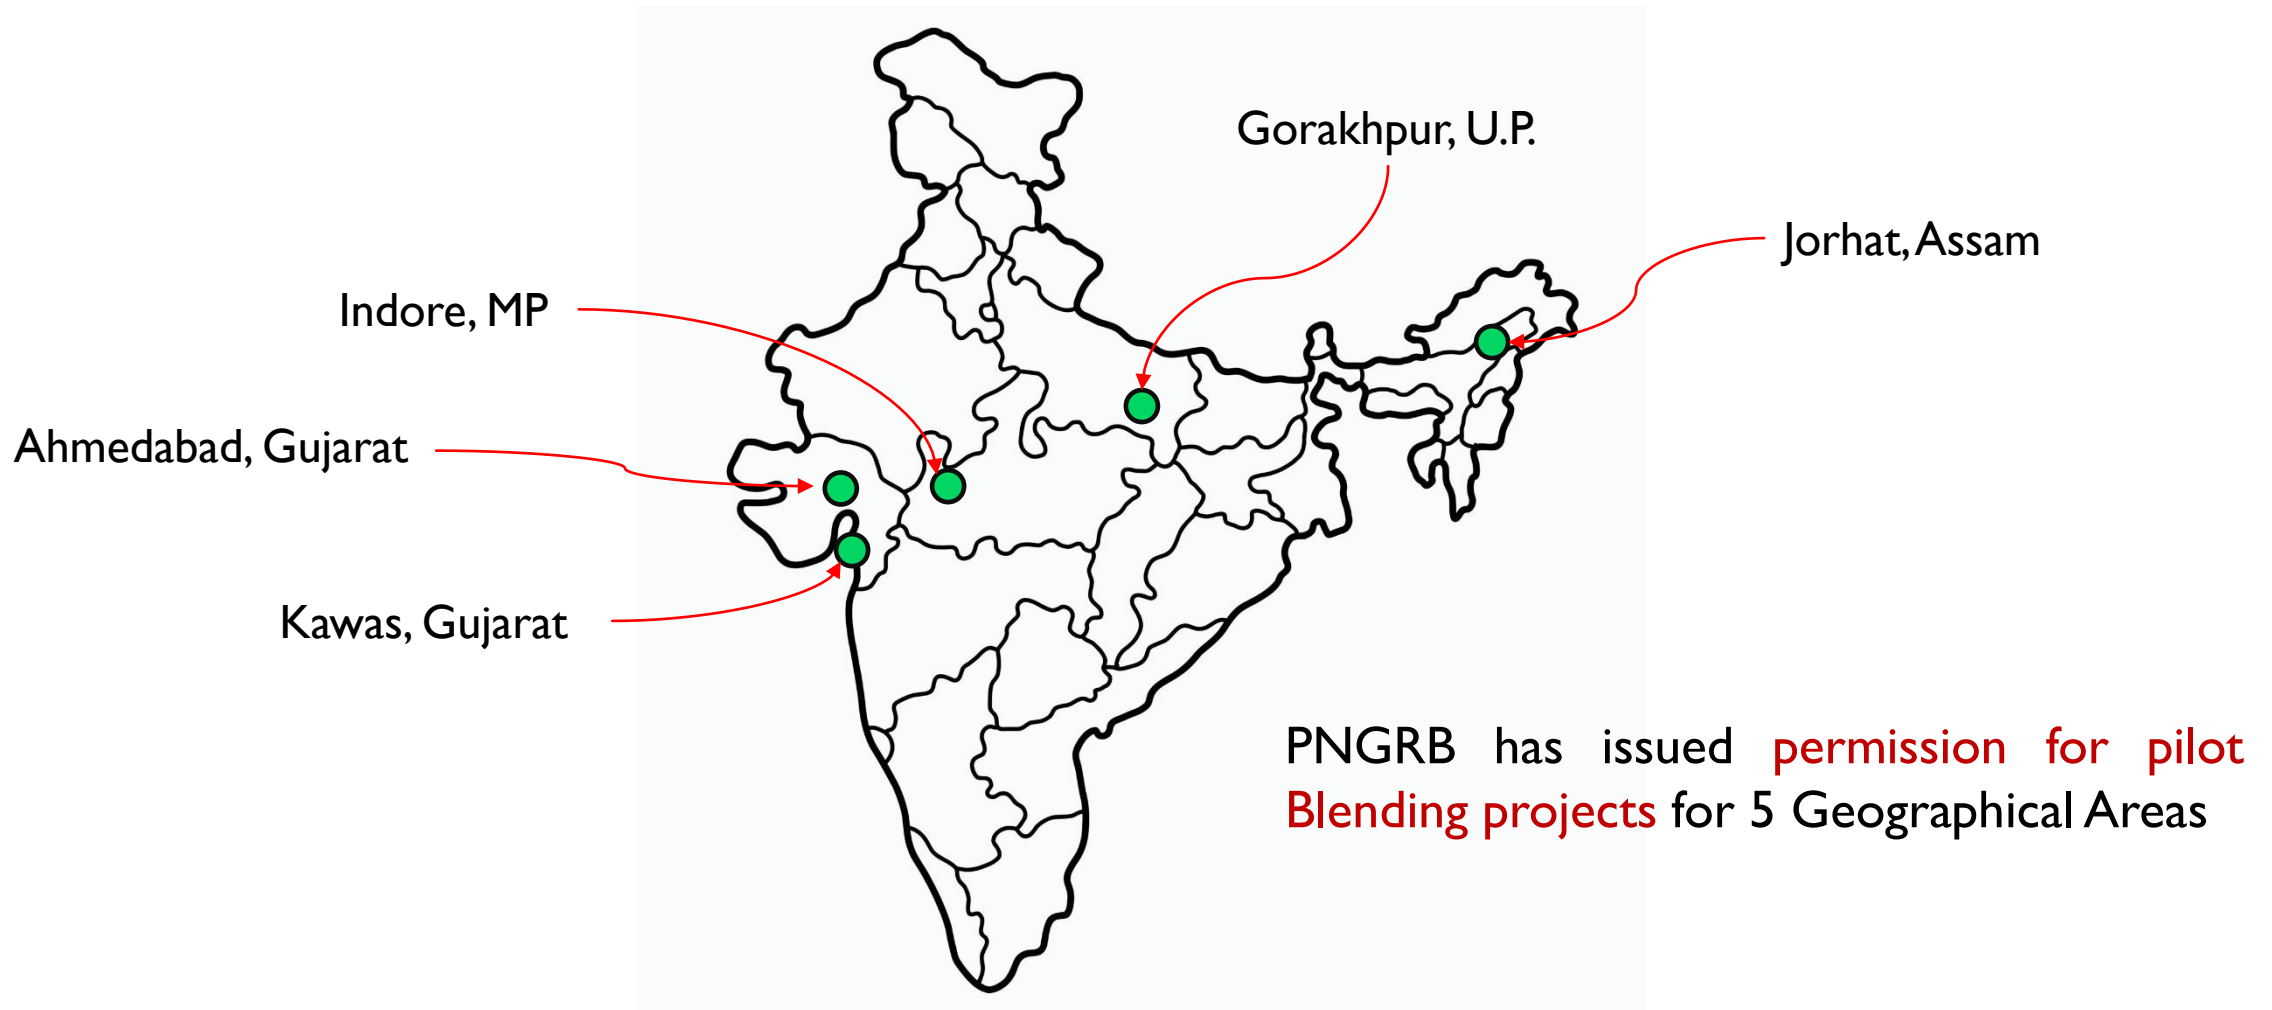 Gorakhpur, U.P.
Jorhat, Assam
Indore, MP
Ahmedabad, Gujarat
Kawas, Gujarat
PNGRB has issued permission for pilot
Blending projects for 5 Geographical Areas